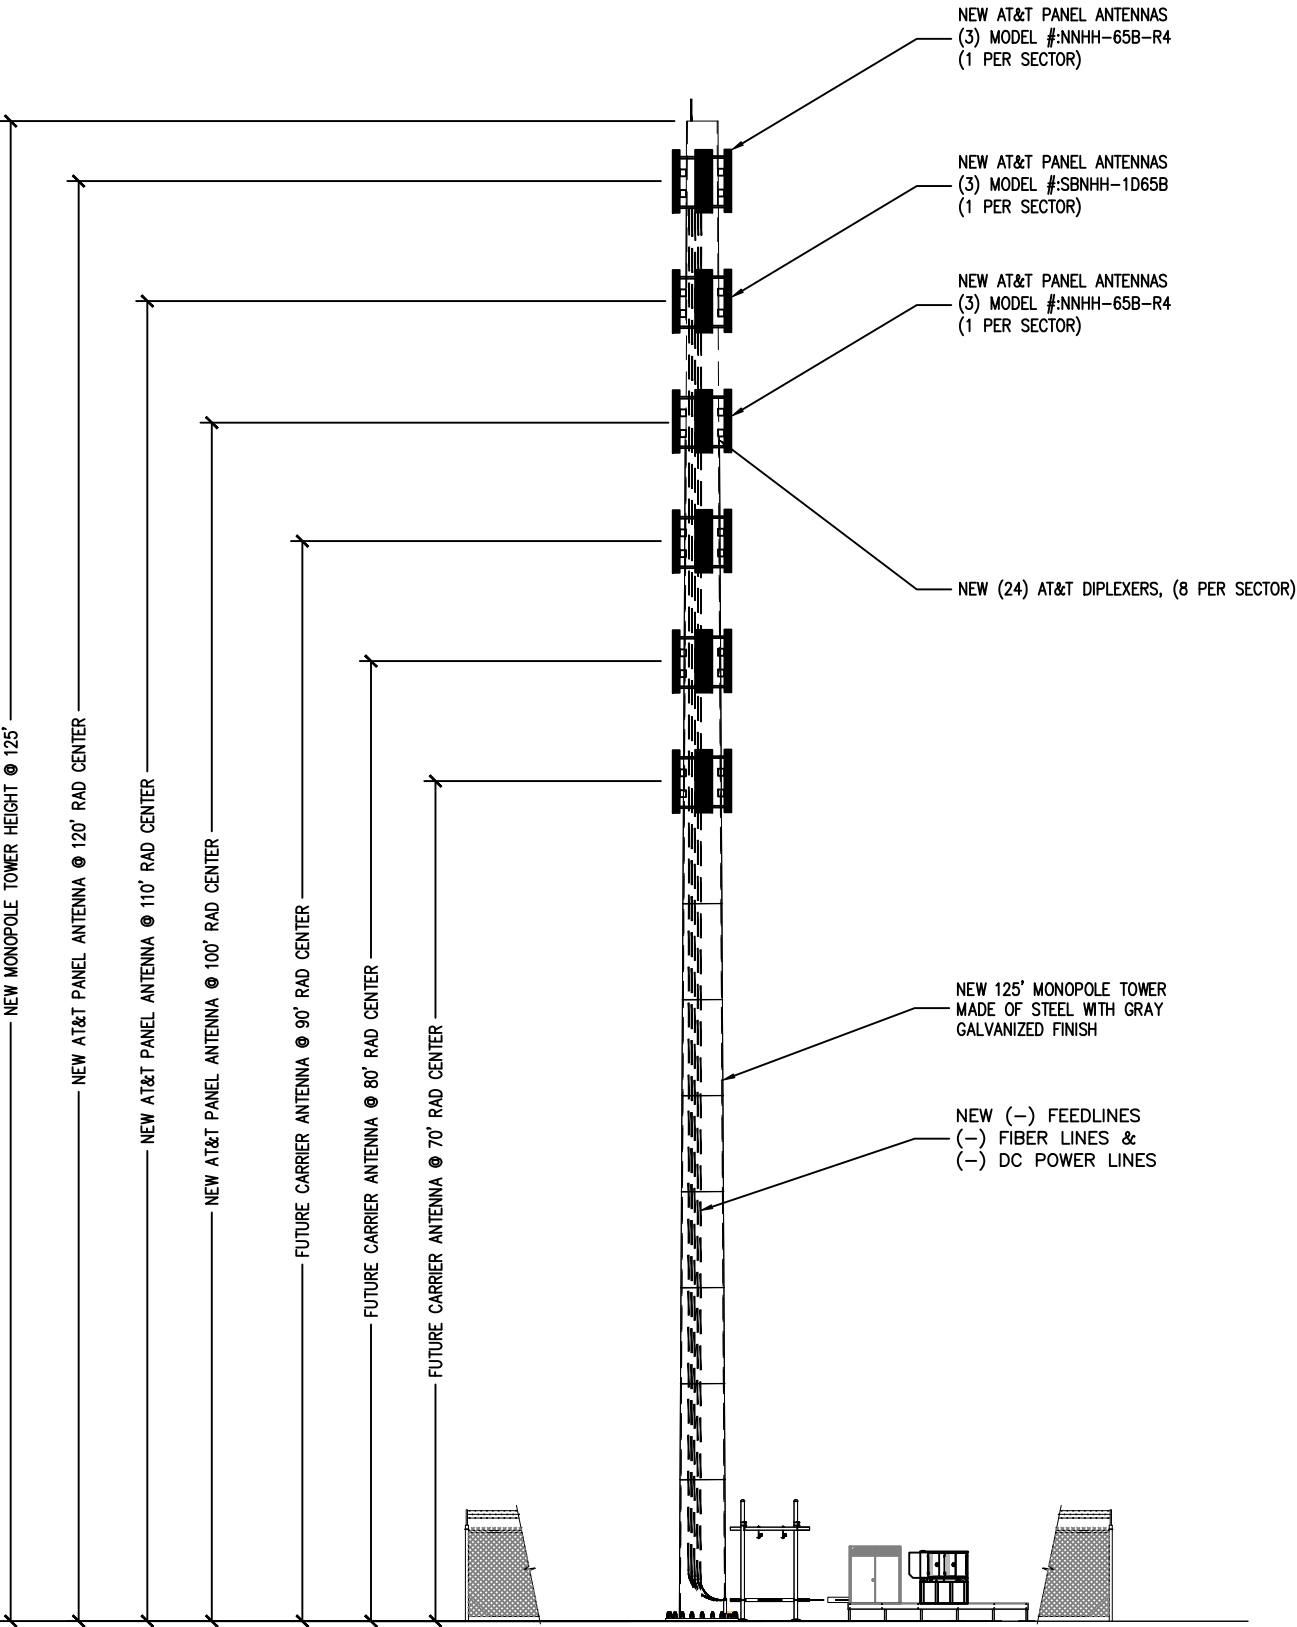 NEW AT&T PANEL ANTENNAS
(3) MODEL #:NNHH-65B-R4
(1 PER SECTOR)
NEW AT&T PANEL ANTENNAS
(3) MODEL #:SBNHH-1D65B
(1 PER SECTOR)
NEW AT&T PANEL ANTENNAS
(3) MODEL #:NNHH-65B-R4
(1 PER SECTOR)
NEW (24) AT&T DIPLEXERS, (8 PER SECTOR)
NEW MONOPOLE TOWER HEIGHT @ 125'
NEW AT&T PANEL ANTENNA @ 120' RAD CENTER
NEW AT&T PANEL ANTENNA @ 110' RAD CENTER
NEW AT&T PANEL ANTENNA @ 100' RAD CENTER
FUTURE CARRIER ANTENNA @ 90' RAD CENTER
FUTURE CARRIER ANTENNA @ 80' RAD CENTER
FUTURE CARRIER ANTENNA @ 70' RAD CENTER
NEW 125' MONOPOLE TOWER
MADE OF STEEL WITH GRAY
GALVANIZED FINISH
NEW (-) FEEDLINES
(-) FIBER LINES &
(-) DC POWER LINES